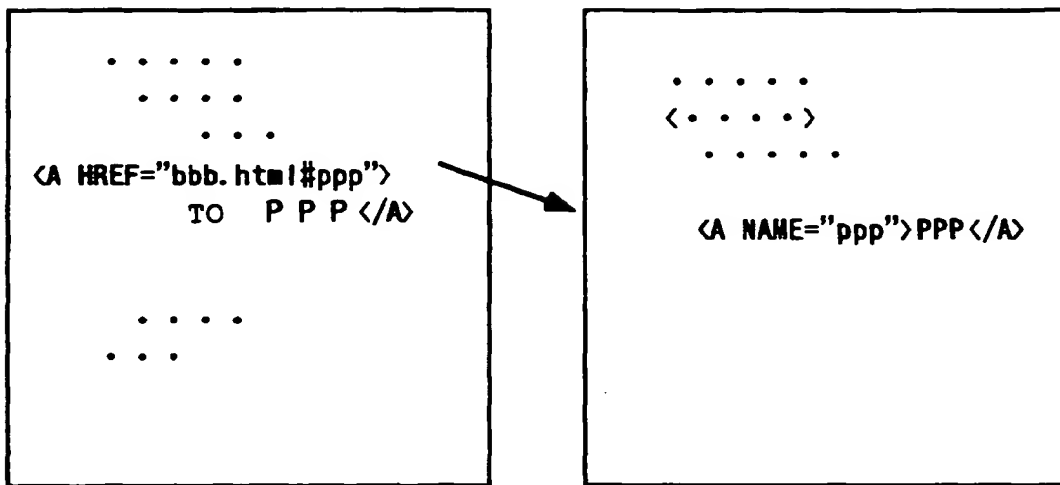 • • • • •
• • • •
• • •
<A HREF="bbb.html#ppp">
TO P P P </A>
• • • •
• • •
• • • • •
<• • • •>
• • • • •
<A NAME="ppp">PPP</A>